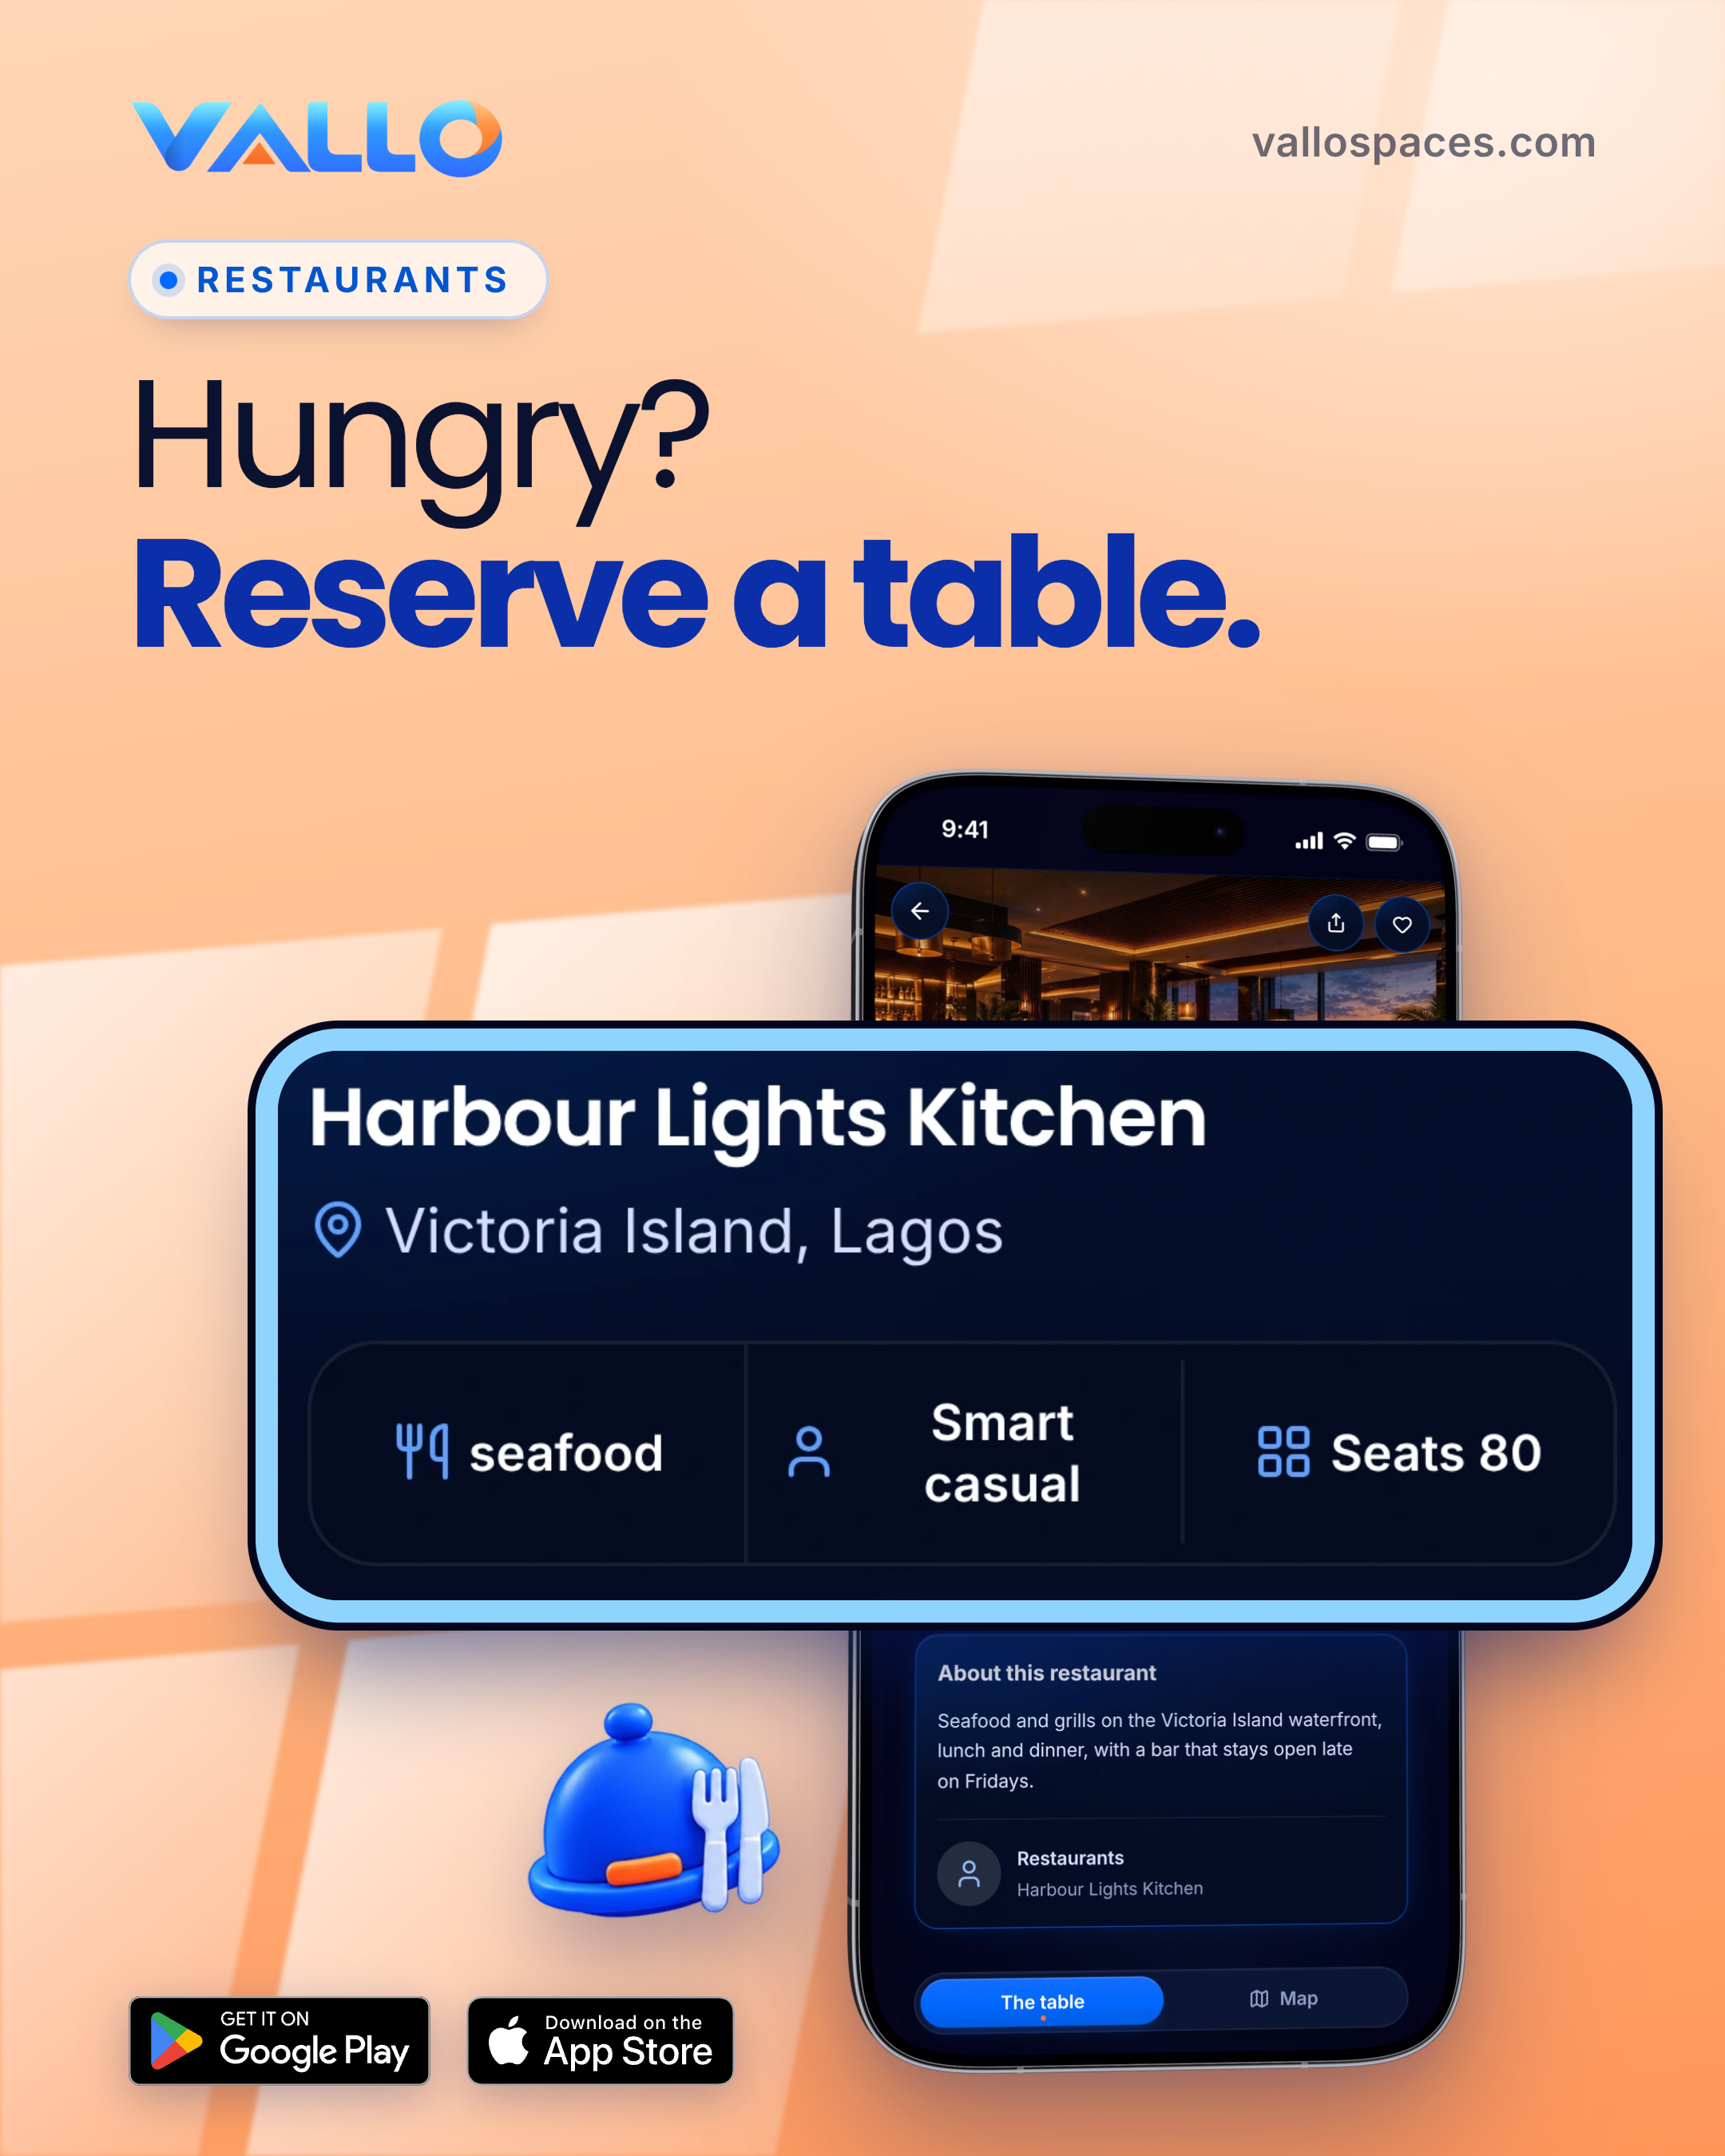 VALLO
vallospaces.com
RESTAURANTS
Hungry?
Reserve a table.
9:41
Harbour Lights Kitchen
Victoria Island, Lagos
seafood
Smart
casual
Seats 80
About this restaurant
Seafood and grills on the Victoria Island waterfront,
lunch and dinner, with a bar that stays open late
on Fridays.
Restaurants
Harbour Lights Kitchen
The table
Map
GET IT ON
Google Play
Download on the
App Store